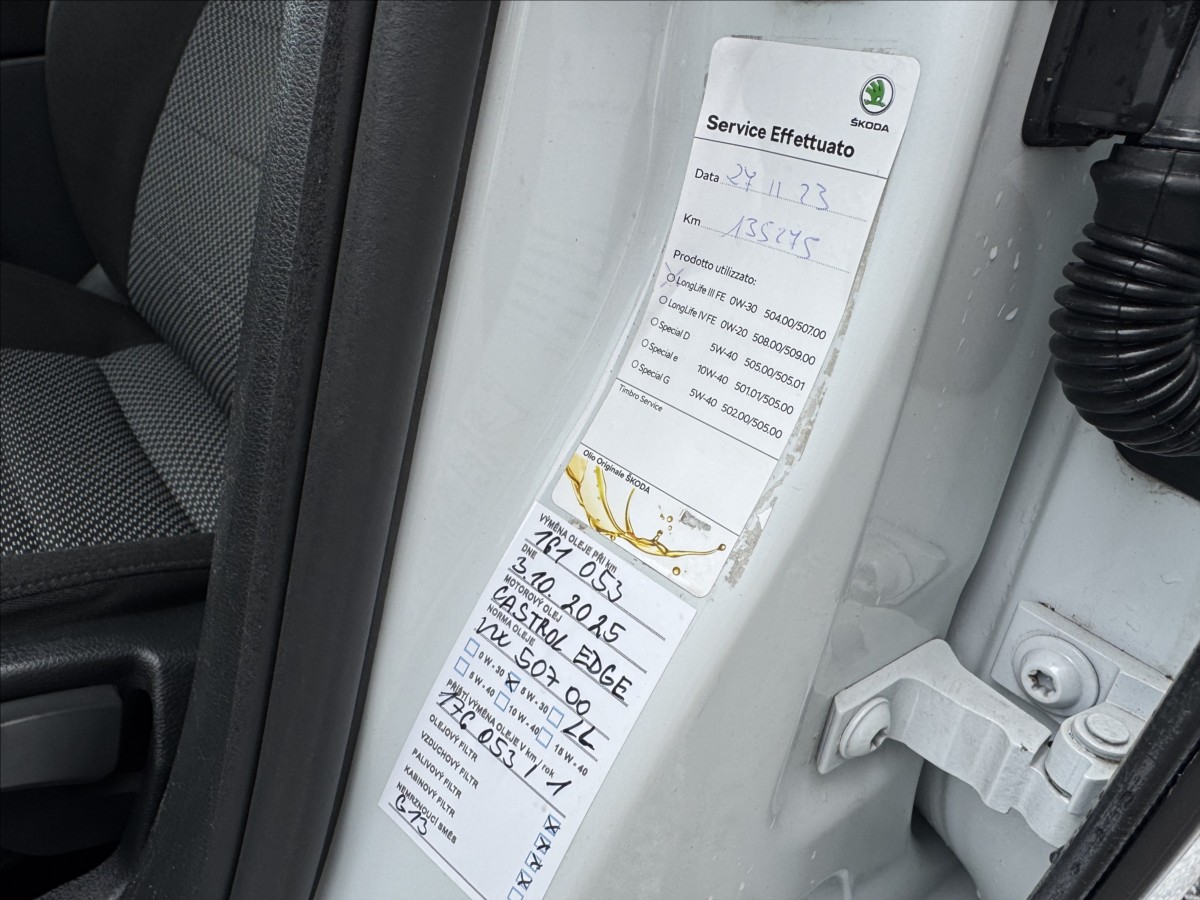 ŠKODA
Service Effettuato
Data 27 11 23
Km 135275
Prodotto utilizzato:
LongLife III FE 0W-30 504.00/507.00
LongLife IV FE 0W-20 508.00/509.00
Special D 5W-40 505.00/505.01
Special e 10W-40 501.01/505.00
Special G 5W-40 502.00/505.00
Timbro Service
Olio Originale ŠKODA
VÝMĚNA OLEJE PŘI km
161 053
DNE
3.10. 2025
MOTOROVÝ OLEJ
CASTROL EDGE
NORMA OLEJE
507 00 LL
0 W - 30 5 W - 30
5 W - 40 10 W - 40 15 W - 40
PŘÍŠTÍ VÝMĚNA OLEJE V km / rok
176 053 / 1
OLEJOVÝ FILTR
VZDUCHOVÝ FILTR
PALIVOVÝ FILTR
KABINOVÝ FILTR
NEMRZNOUCÍ SMĚS
G13